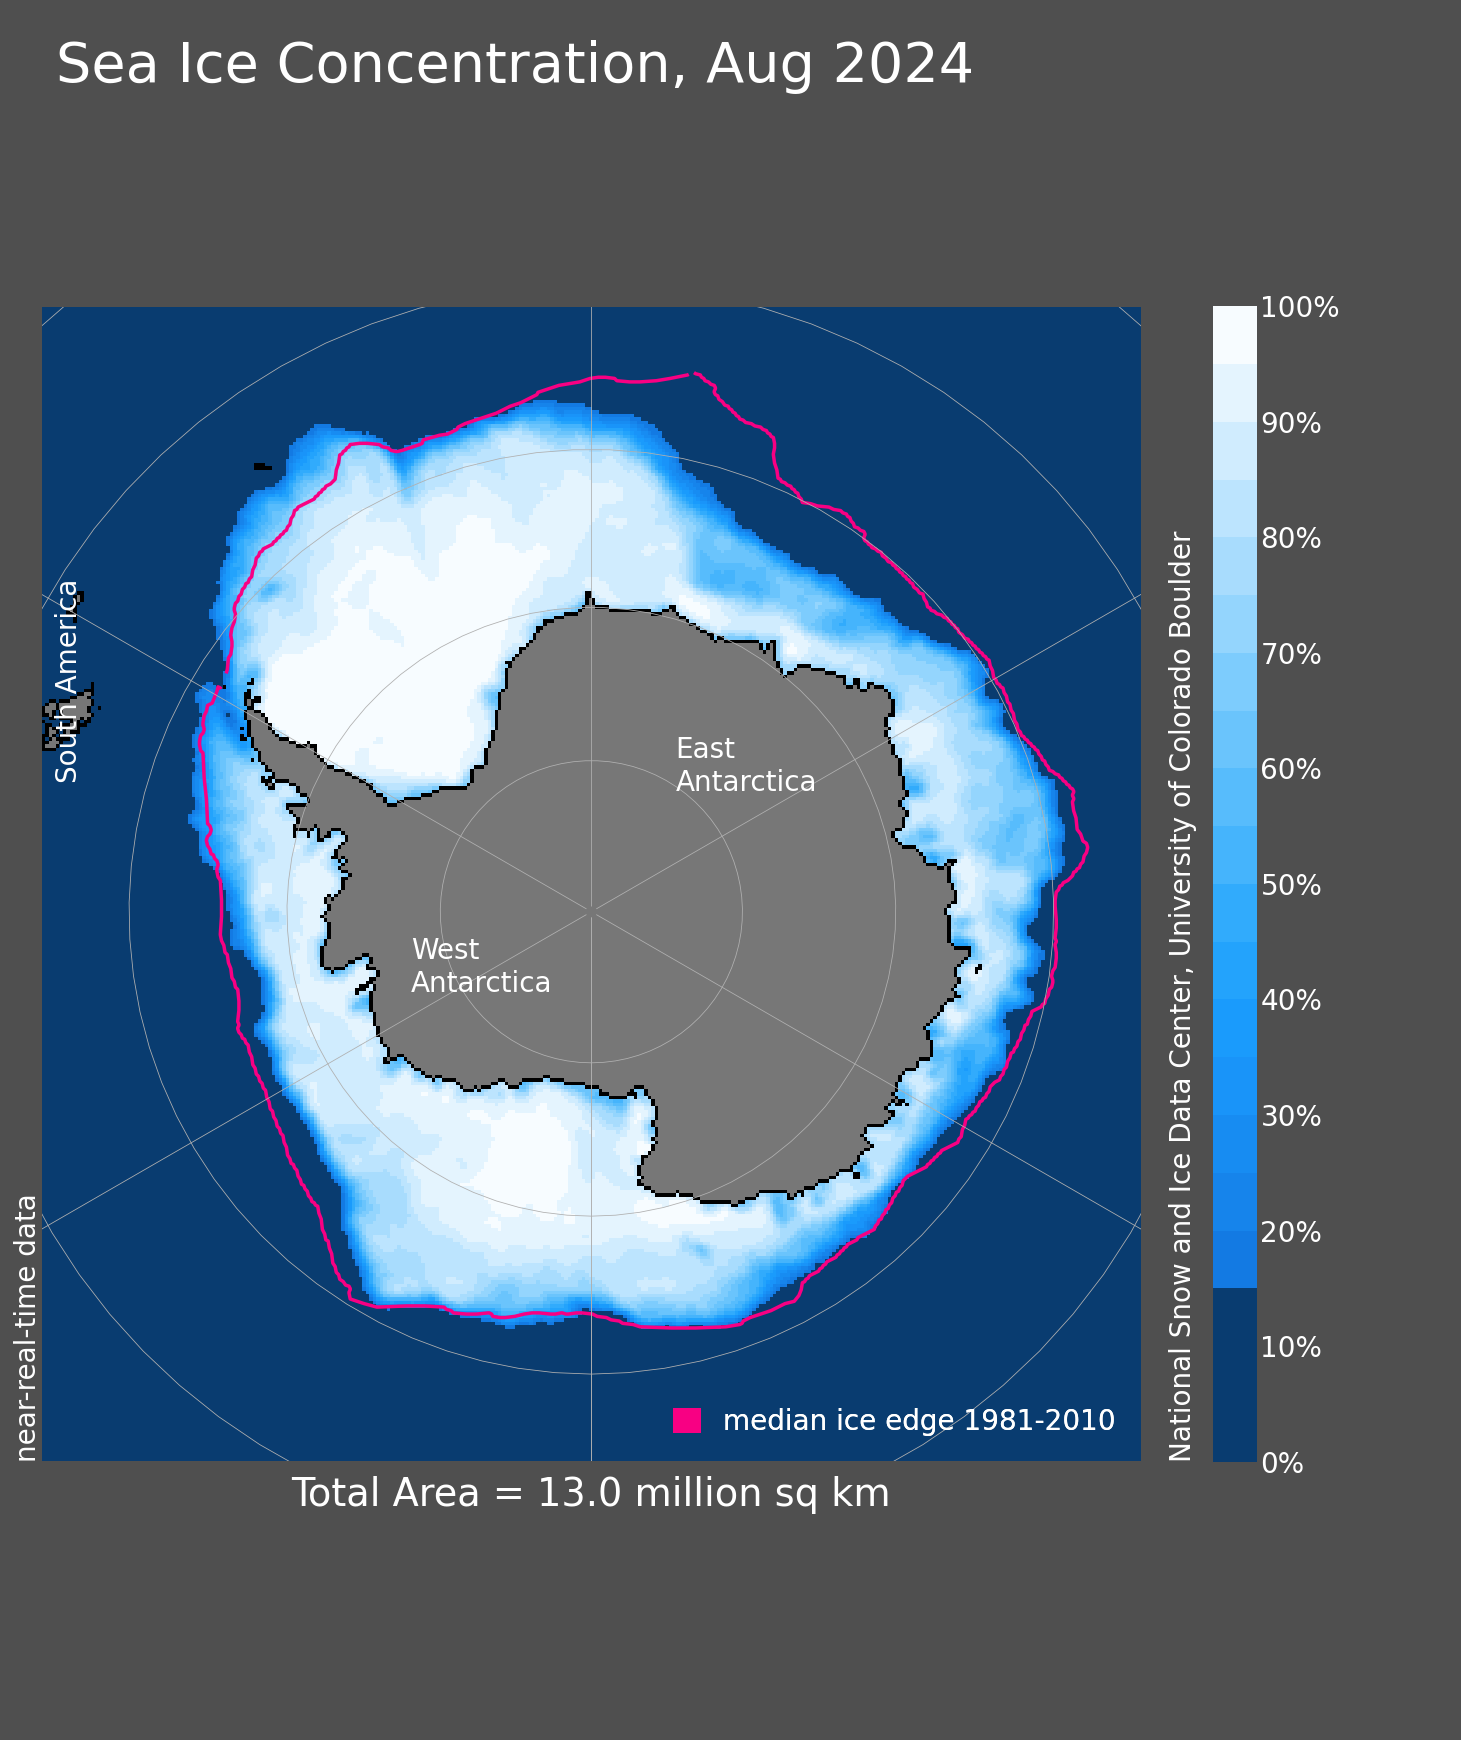 Sea Ice Concentration, Aug 2024
South America
East
Antarctica
West
Antarctica
near-real-time data
median ice edge 1981-2010
Total Area = 13.0 million sq km
National Snow and Ice Data Center, University of Colorado Boulder
100%
90%
80%
70%
60%
50%
40%
30%
20%
10%
0%